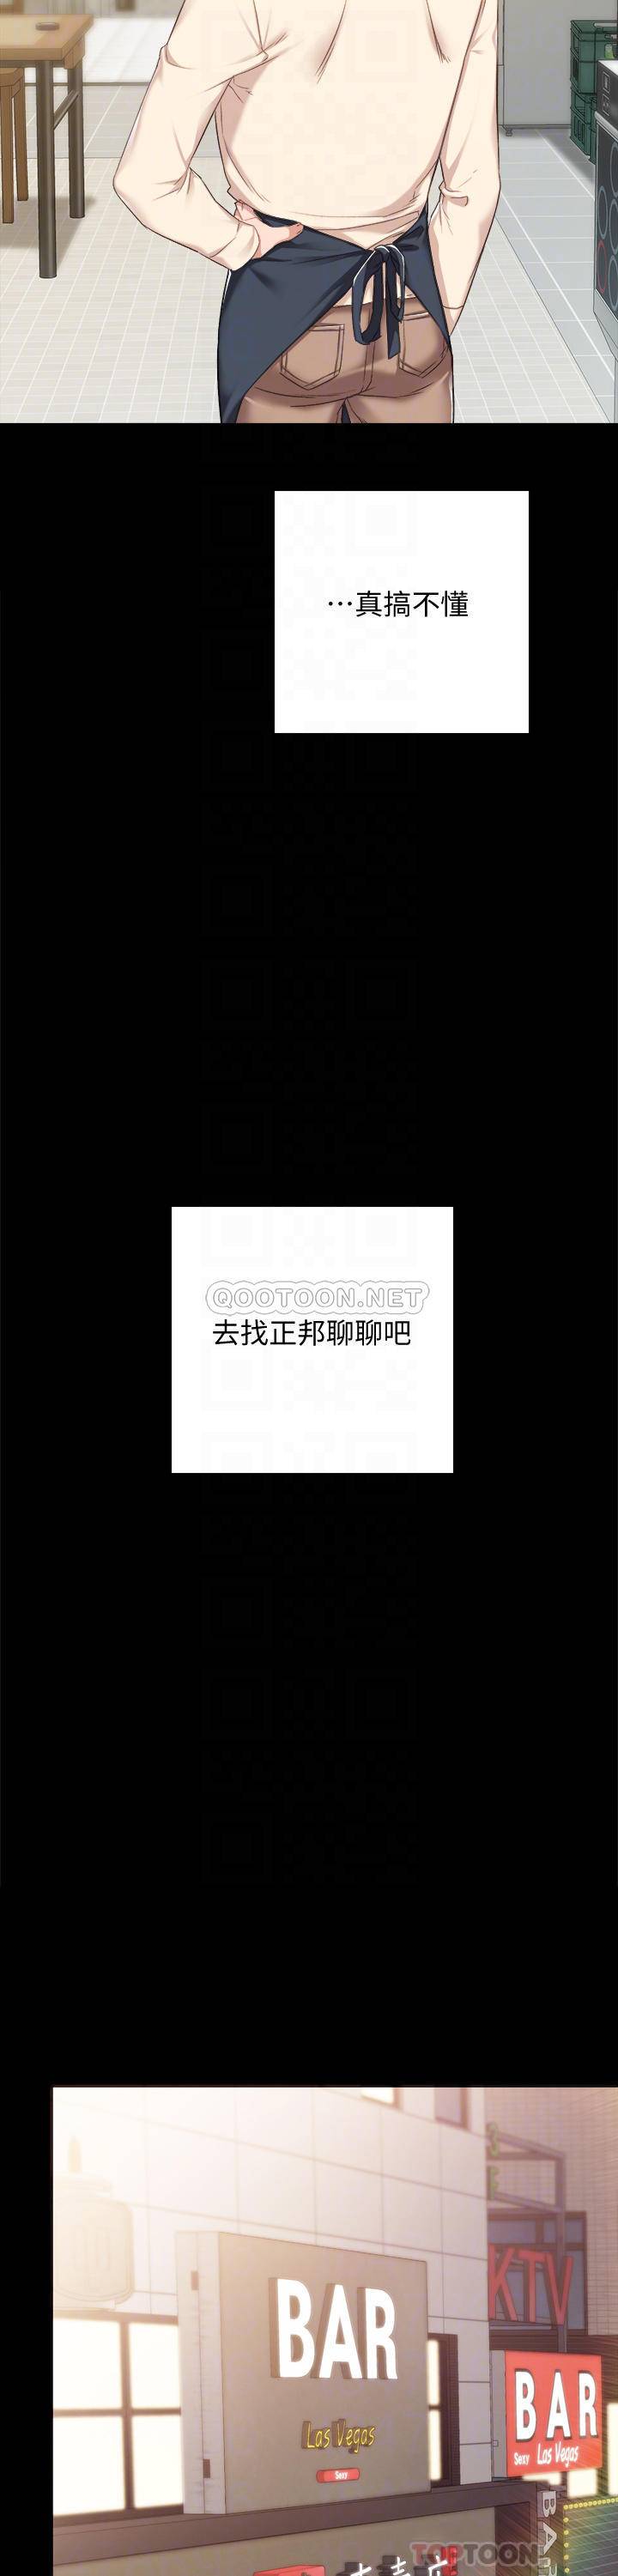 …真搞不懂
QOOTOON.NET
去找正邦聊聊吧
KTV
BAR
Las Vegas
Sexy
BAR
Sexy Las Vegas
BA
TOPTOON